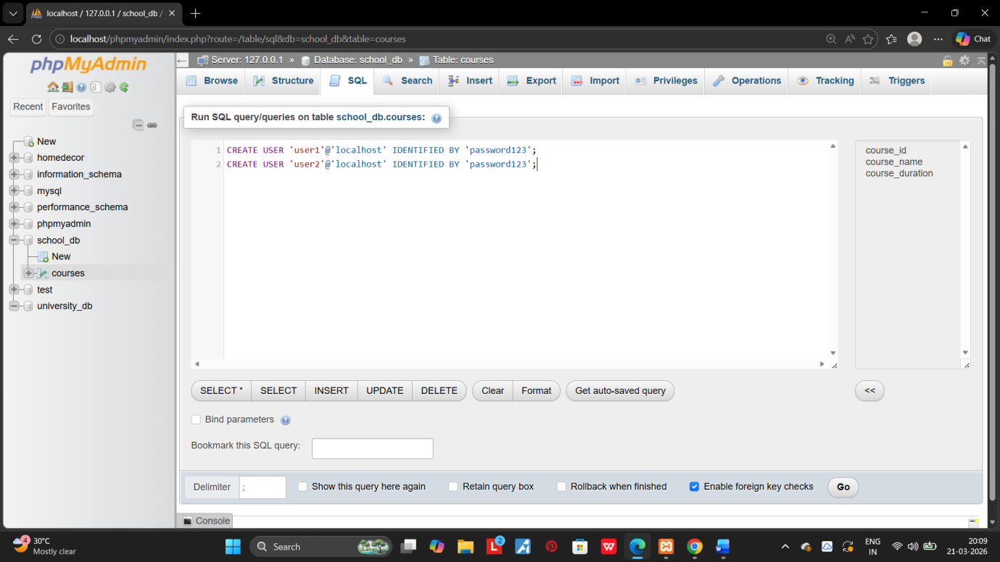 localhost / 127.0.0.1 / school_db /
localhost/phpmyadmin/index.php?route=/table/sql&db=school_db&table=courses
Chat
phpMyAdmin
Recent Favorites
New
homedecor
information_schema
mysql
performance_schema
phpmyadmin
school_db
New
courses
test
university_db
Server: 127.0.0.1 » Database: school_db » Table: courses
Browse Structure SQL Search Insert Export Import Privileges Operations Tracking Triggers
Run SQL query/queries on table school_db.courses:
1 CREATE USER 'user1'@'localhost' IDENTIFIED BY 'password123';
2 CREATE USER 'user2'@'localhost' IDENTIFIED BY 'password123';
course_id
course_name
course_duration
SELECT * SELECT INSERT UPDATE DELETE Clear Format Get auto-saved query <<
Bind parameters
Bookmark this SQL query:
Delimiter ; Show this query here again Retain query box Rollback when finished Enable foreign key checks Go
Console
4 30°C
Mostly clear
Search
2
ENG
IN
20:09
21-03-2026